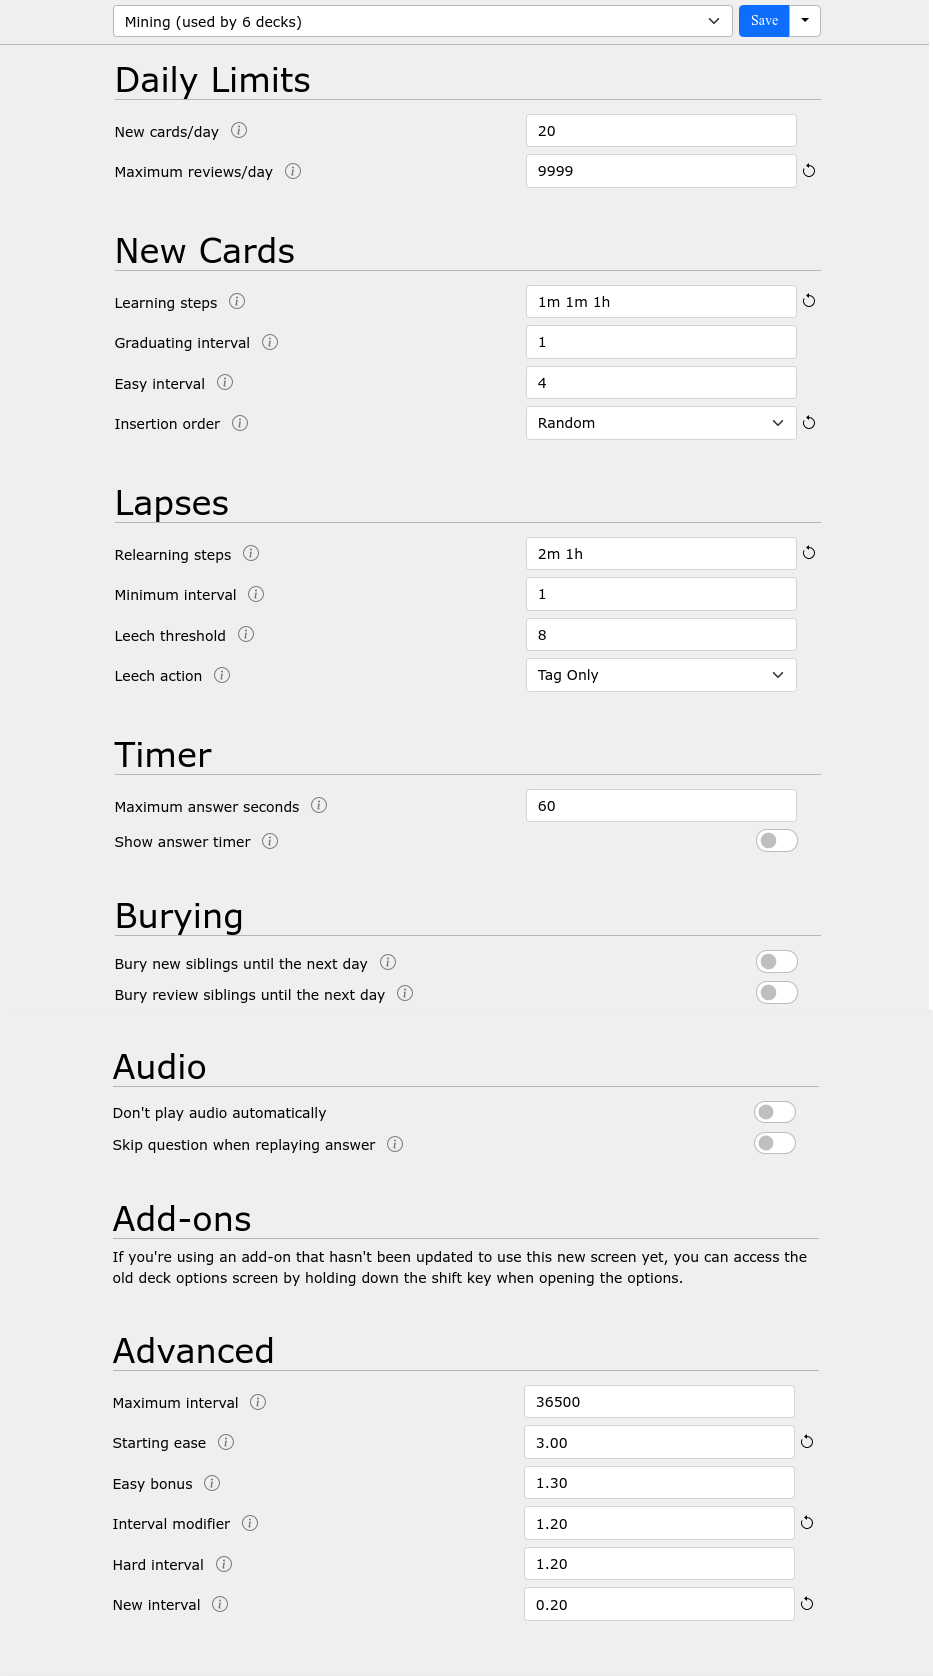 Mining (used by 6 decks)
Save
Daily Limits
New cards/day
20
Maximum reviews/day
9999
New Cards
Learning steps
1m 1m 1h
Graduating interval
1
Easy interval
4
Insertion order
Random
Lapses
Relearning steps
2m 1h
Minimum interval
1
Leech threshold
8
Leech action
Tag Only
Timer
Maximum answer seconds
60
Show answer timer
Burying
Bury new siblings until the next day
Bury review siblings until the next day
Audio
Don't play audio automatically
Skip question when replaying answer
Add-ons
If you're using an add-on that hasn't been updated to use this new screen yet, you can access the
old deck options screen by holding down the shift key when opening the options.
Advanced
Maximum interval
36500
Starting ease
3.00
Easy bonus
1.30
Interval modifier
1.20
Hard interval
1.20
New interval
0.20